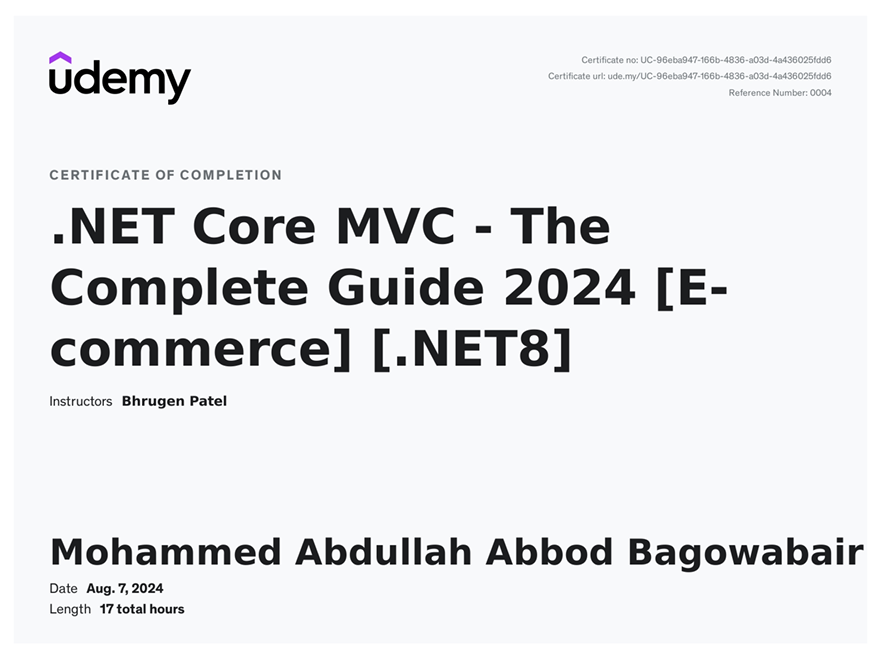 udemy
Certificate no: UC-96eba947-166b-4836-a03d-4a436025fdd6
Certificate url: ude.my/UC-96eba947-166b-4836-a03d-4a436025fdd6
Reference Number: 0004
CERTIFICATE OF COMPLETION
.NET Core MVC - The
Complete Guide 2024 [E-
commerce] [.NET8]
Instructors Bhrugen Patel
Mohammed Abdullah Abbod Bagowabair
Date Aug. 7, 2024
Length 17 total hours